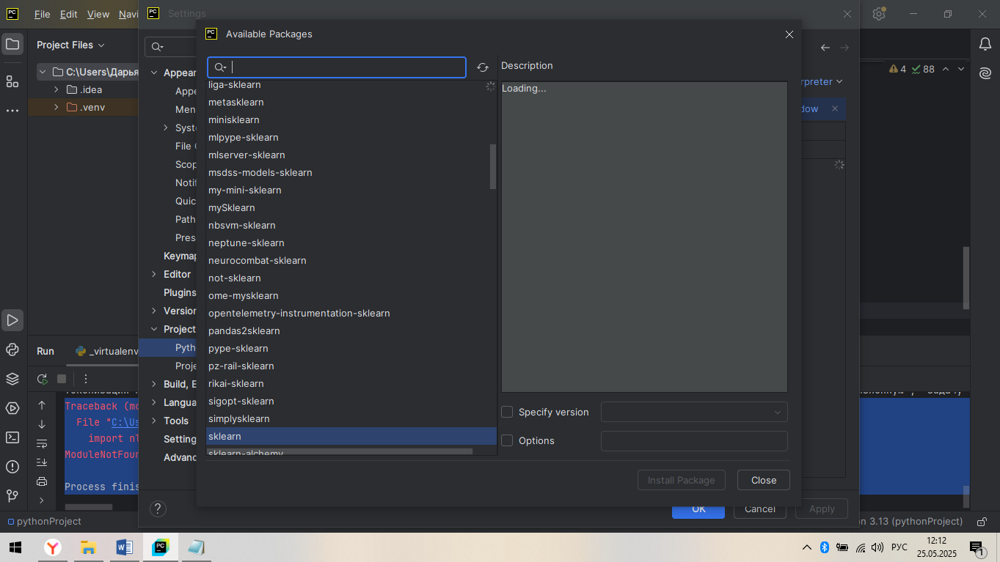 File Edit View Navi
Settings
Project Files
C:\Users\Дарья
.idea
.venv
Run
_virtualenv
Traceback (mo
File "C:\Us
import nl
ModuleNotFoun
Process finis
pythonProject
Appear
Appe
Men
Syst
File
Scop
Notif
Quic
Path
Pres
Keymap
Editor
Plugins
Version
Project
Pyth
Proje
Build, E
Langua
Tools
Setting
Advanc
?
Available Packages
liga-sklearn
metasklearn
minisklearn
mlpype-sklearn
mlserver-sklearn
msdss-models-sklearn
my-mini-sklearn
mySklearn
nbsvm-sklearn
neptune-sklearn
neurocombat-sklearn
not-sklearn
ome-mysklearn
opentelemetry-instrumentation-sklearn
pandas2sklearn
pype-sklearn
pz-rail-sklearn
rikai-sklearn
sigopt-sklearn
simplysklearn
sklearn
sklearn-alchemy
Description
Loading...
Specify version
Options
Install Package Close
OK Cancel Apply
rpreter
dow
4 88
n 3.13 (pythonProject)
РУС
12:12
25.05.2025
1